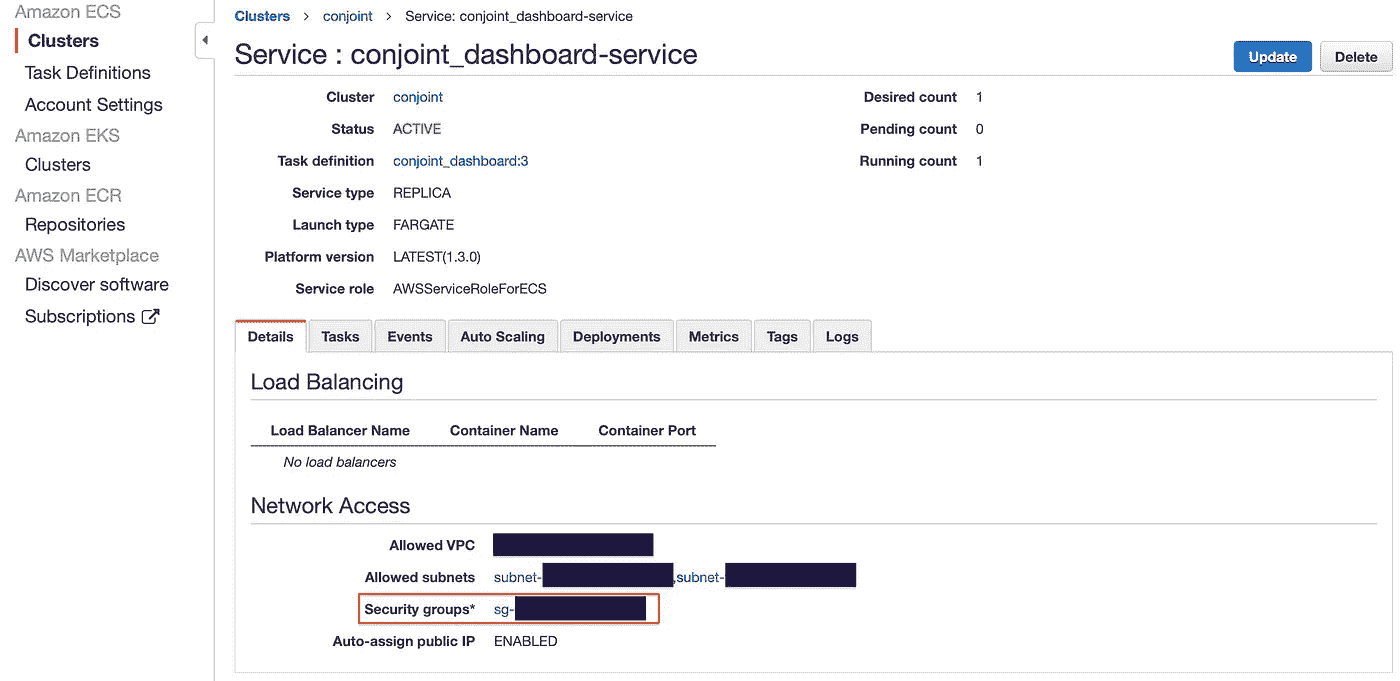 Amazon ECS
Clusters
Task Definitions
Account Settings
Amazon EKS
Clusters
Amazon ECR
Repositories
AWS Marketplace
Discover software
Subscriptions
Clusters > conjoint > Service: conjoint_dashboard-service
Service : conjoint_dashboard-service
Update Delete
Cluster conjoint
Status ACTIVE
Task definition conjoint_dashboard:3
Service type REPLICA
Launch type FARGATE
Platform version LATEST(1.3.0)
Service role AWSServiceRoleForECS
Desired count 1
Pending count 0
Running count 1
Details Tasks Events Auto Scaling Deployments Metrics Tags Logs
Load Balancing
Load Balancer Name Container Name Container Port
No load balancers
Network Access
Allowed VPC
Allowed subnets subnet- ,subnet-
Security groups* sg-
Auto-assign public IP ENABLED